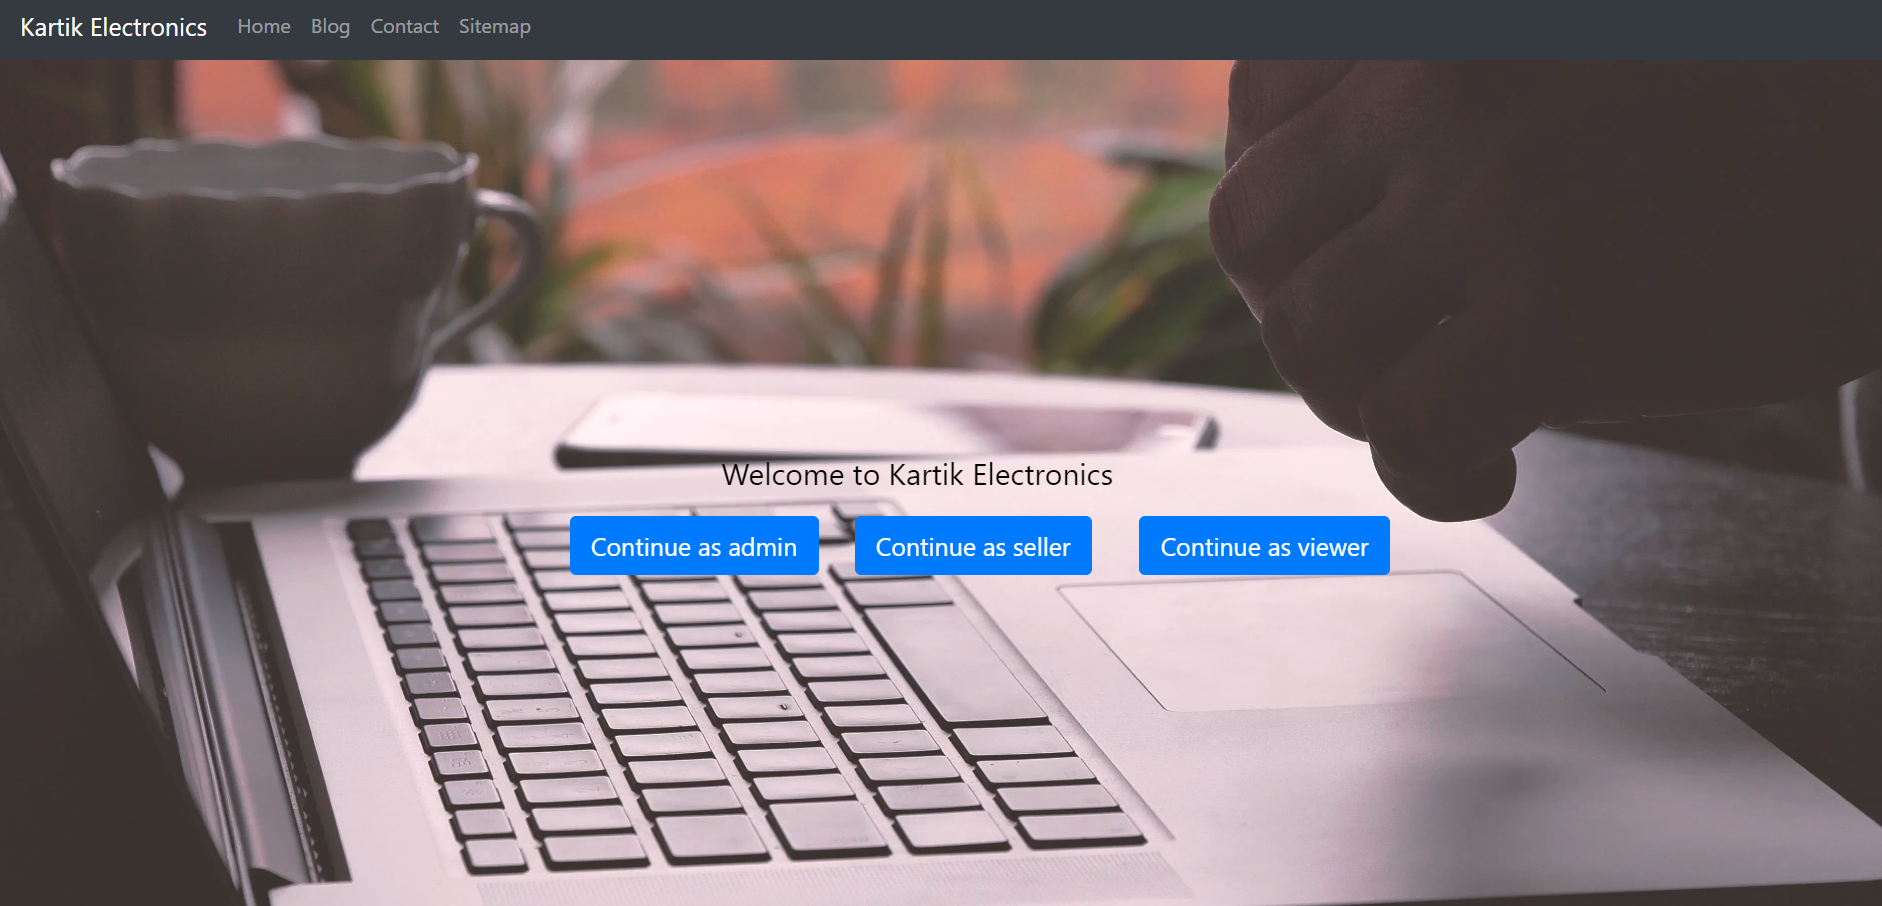 Kartik Electronics Home Blog Contact Sitemap
Welcome to Kartik Electronics
Continue as admin Continue as seller Continue as viewer